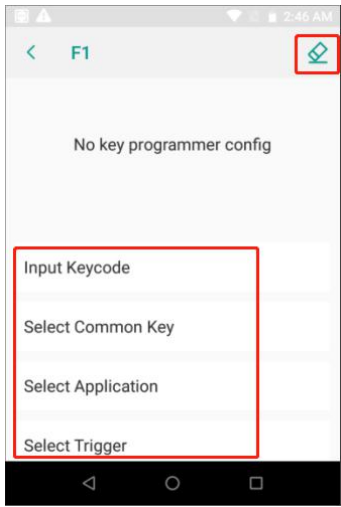 2:46 AM
F1
No key programmer config
Input Keycode
Select Common Key
Select Application
Select Trigger